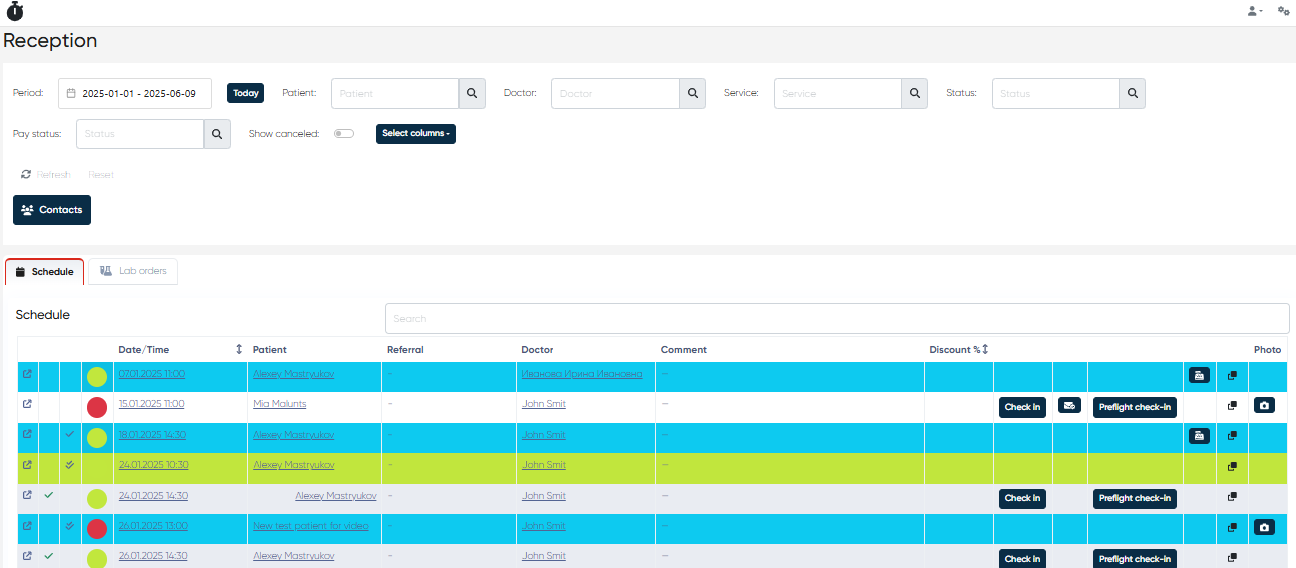 Reception
Period: 2025-01-01 - 2025-06-09 Today Patient: Patient Doctor: Doctor Service: Service Status: Status
Pay status: Status Show canceled: Select columns
Refresh Reset
Contacts
Schedule Lab orders
Schedule Search
Date/Time Patient Referral Doctor Comment Discount % Photo
07.01.2025 11:00 Alexey Mastryukov - Иванова Ирина Ивановна —
15.01.2025 11:00 Mia Malunts - John Smit — Check in Preflight check-in
18.01.2025 14:30 Alexey Mastryukov - John Smit —
24.01.2025 10:30 Alexey Mastryukov - John Smit —
24.01.2025 14:30 Alexey Mastryukov - John Smit — Check in Preflight check-in
26.01.2025 13:00 New test patient for video - John Smit —
26.01.2025 14:30 Alexey Mastryukov - John Smit — Check in Preflight check-in